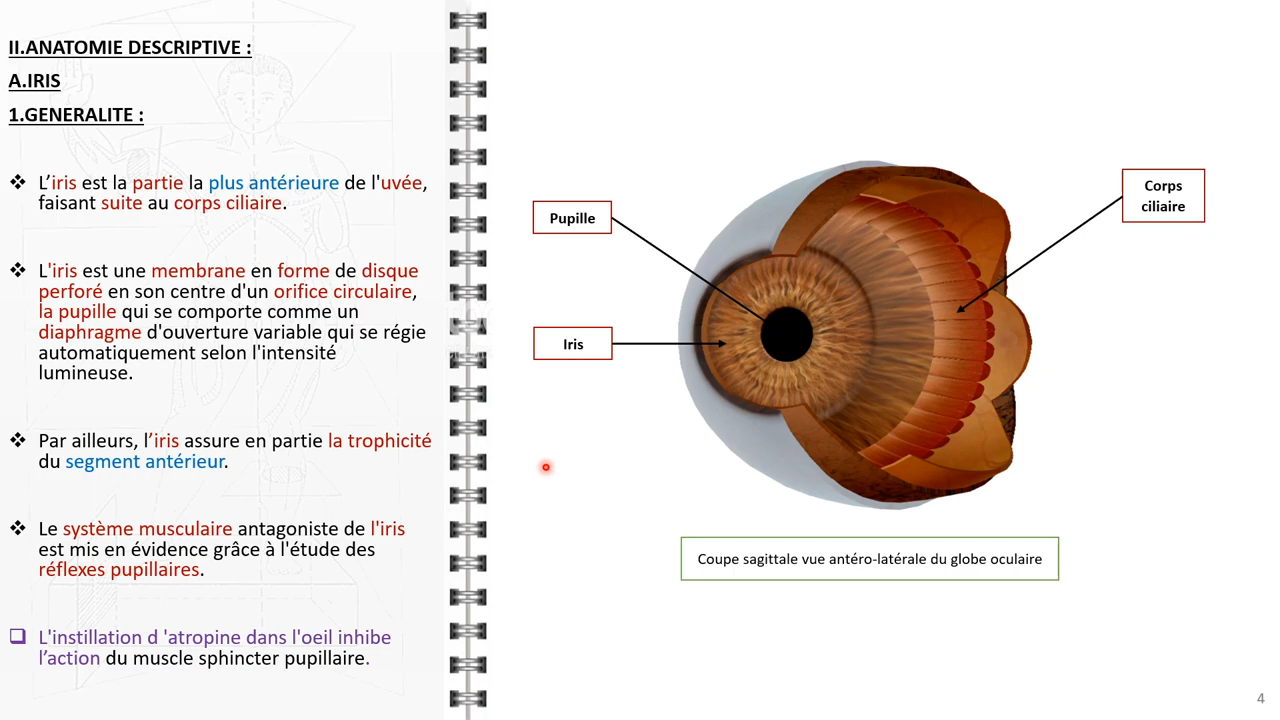 II.ANATOMIE DESCRIPTIVE :
A.IRIS
1.GENERALITE :
❖ L'iris est la partie la plus antérieure de l'uvée,
faisant suite au corps ciliaire.
❖ L'iris est une membrane en forme de disque
perforé en son centre d'un orifice circulaire,
la pupille qui se comporte comme un
diaphragme d'ouverture variable qui se régie
automatiquement selon l'intensité
lumineuse.
❖ Par ailleurs, l'iris assure en partie la trophicité
du segment antérieur.
❖ Le système musculaire antagoniste de l'iris
est mis en évidence grâce à l'étude des
réflexes pupillaires.
❑ L'instillation d 'atropine dans l'oeil inhibe
l'action du muscle sphincter pupillaire.
Pupille
Iris
Corps
ciliaire
Coupe sagittale vue antéro-latérale du globe oculaire
4